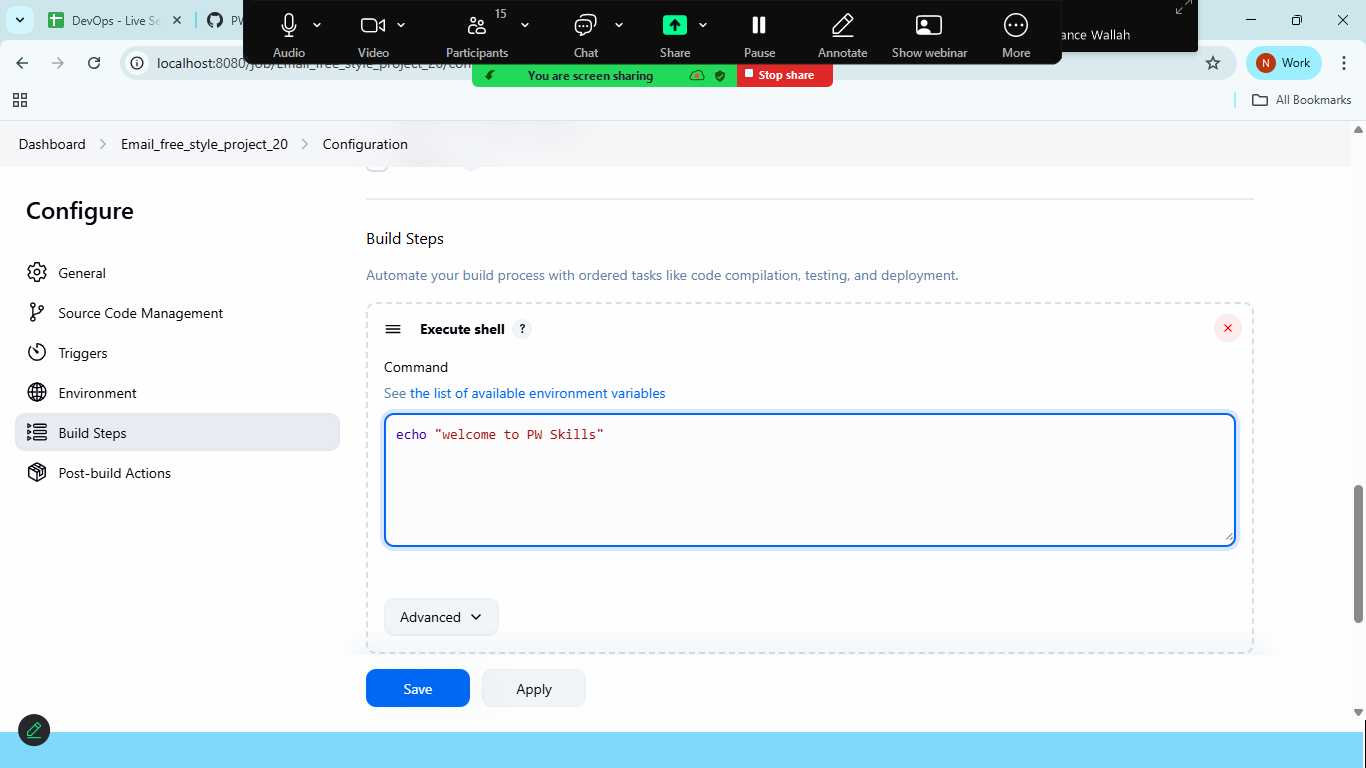 DevOps - Live Se
PW
Audio
Video
15
Participants
Chat
Share
Pause
Annotate
Show webinar
More
ance Wallah
localhost:8080/job/Email_free_style_project_20/con
You are screen sharing
Stop share
N
Work
All Bookmarks
Dashboard
Email_free_style_project_20
Configuration
Configure
General
Source Code Management
Triggers
Environment
Build Steps
Post-build Actions
Build Steps
Automate your build process with ordered tasks like code compilation, testing, and deployment.
Execute shell ?
Command
See the list of available environment variables
echo "welcome to PW Skills"
Advanced
Save
Apply